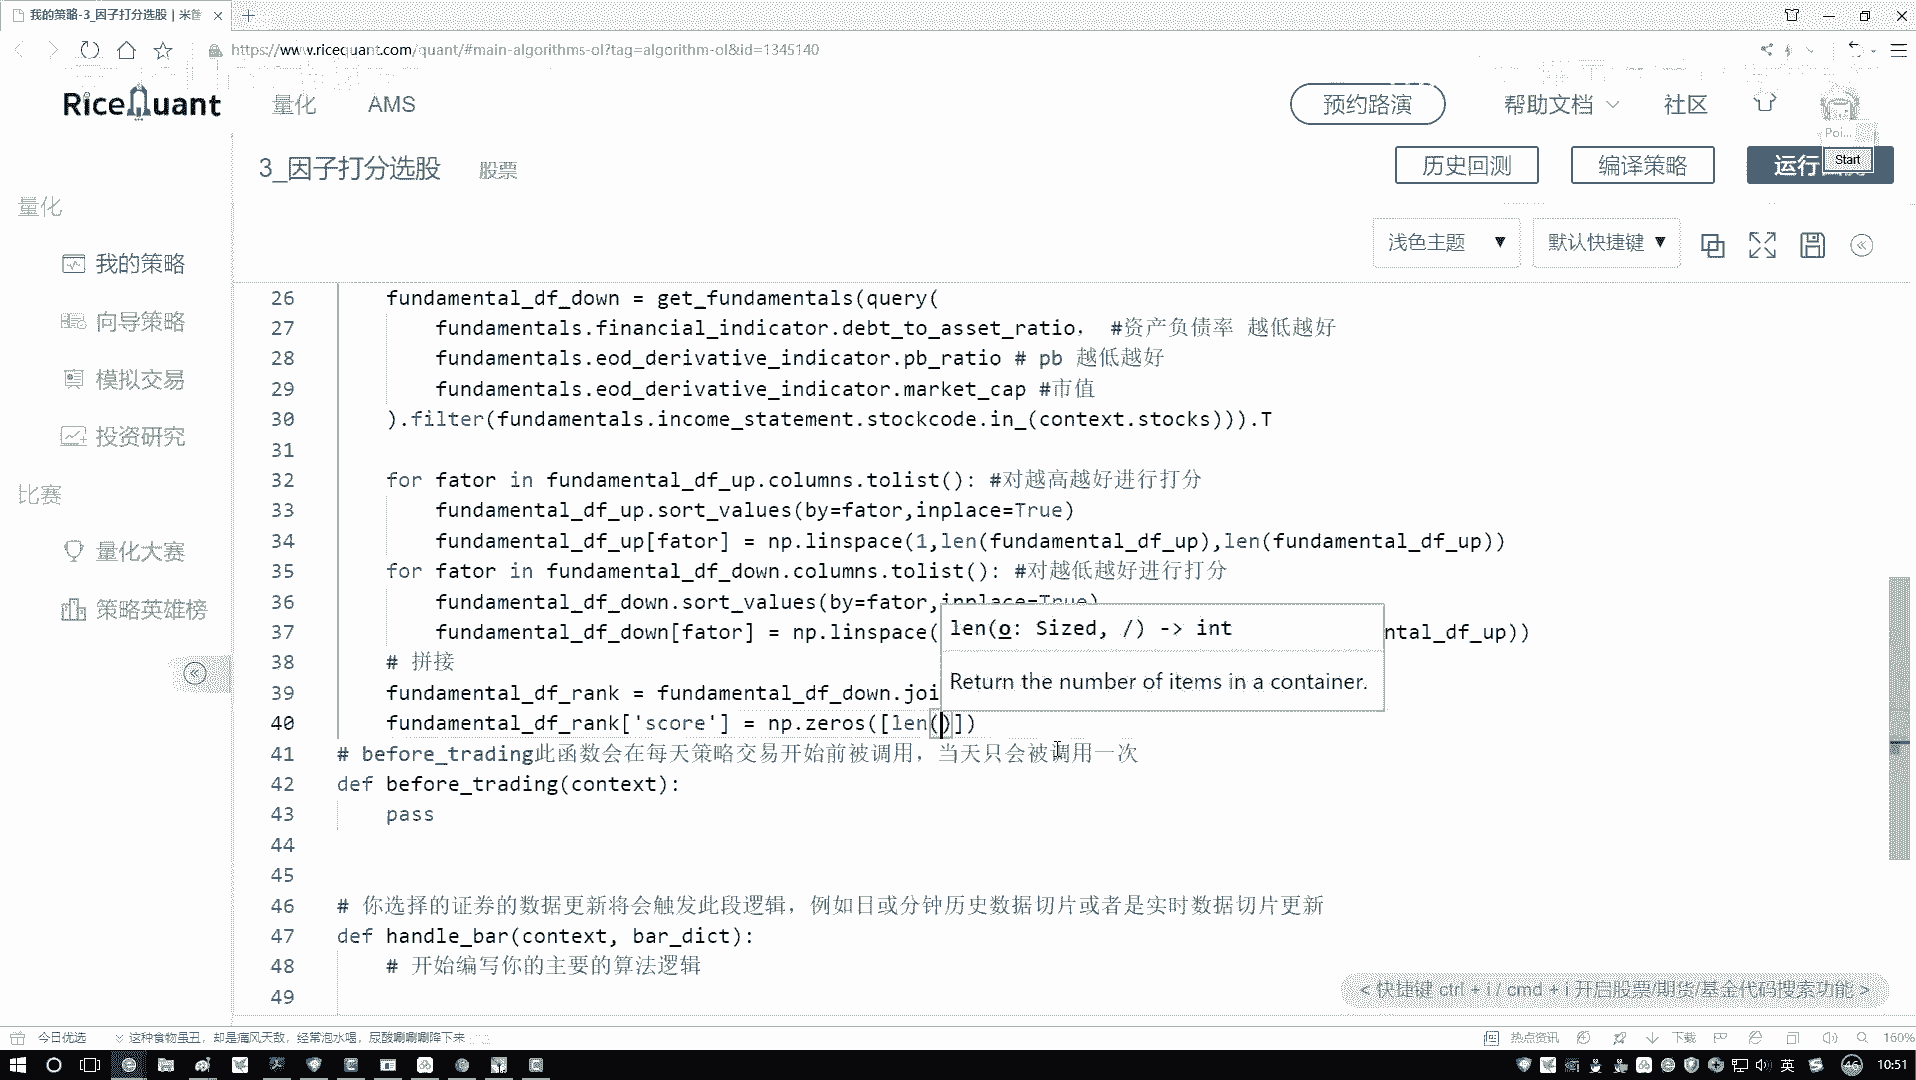 我的策略-3_因子打分选股 | 米筐
https://www.ricequant.com/quant/#main-algorithms-ol?tag=algorithm-ol&id=1345140
RiceQuant 量化 AMS 预约路演 帮助文档 社区
Poi...
3_因子打分选股 股票 历史回测 编译策略 运行 Start
量化
浅色主题 ▼ 默认快捷键 ▼
我的策略
向导策略
模拟交易
投资研究
比赛
量化大赛
策略英雄榜
26 fundamental_df_down = get_fundamentals(query(
27 fundamentals.financial_indicator.debt_to_asset_ratio， #资产负债率 越低越好
28 fundamentals.eod_derivative_indicator.pb_ratio # pb 越低越好
29 fundamentals.eod_derivative_indicator.market_cap #市值
30 ).filter(fundamentals.income_statement.stockcode.in_(context.stocks))).T
31
32 for fator in fundamental_df_up.columns.tolist(): #对越高越好进行打分
33 fundamental_df_up.sort_values(by=fator,inplace=True)
34 fundamental_df_up[fator] = np.linspace(1,len(fundamental_df_up),len(fundamental_df_up))
35 for fator in fundamental_df_down.columns.tolist(): #对越低越好进行打分
36 fundamental_df_down.sort_values(by=fator,inplace=True)
37 fundamental_df_down[fator] = np.linspace( ntal_df_up))
len(o: Sized, /) -> int
38 # 拼接
Return the number of items in a container.
39 fundamental_df_rank = fundamental_df_down.joi
40 fundamental_df_rank['score'] = np.zeros([len()])
41 # before_trading此函数会在每天策略交易开始前被调用，当天只会被调用一次
42 def before_trading(context):
43 pass
44
45
46 # 你选择的证券的数据更新将会触发此段逻辑，例如日或分钟历史数据切片或者是实时数据切片更新
47 def handle_bar(context, bar_dict):
48 # 开始编写你的主要的算法逻辑
49
< 快捷键 ctrl + i / cmd + i 开启股票/期货/基金代码搜索功能 >
今日优选 这种食物虽丑，却是痛风天敌，经常泡水喝，尿酸唰唰唰降下来 热点资讯 下载 160%
英 46 10:51